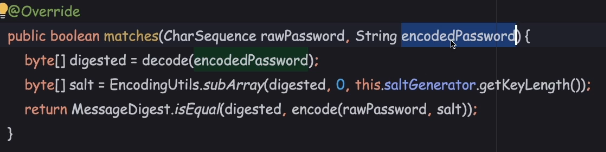 @Override
public boolean matches(CharSequence rawPassword, String encodedPassword) {
byte[] digested = decode(encodedPassword);
byte[] salt = EncodingUtils.subArray(digested, 0, this.saltGenerator.getKeyLength());
return MessageDigest.isEqual(digested, encode(rawPassword, salt));
}